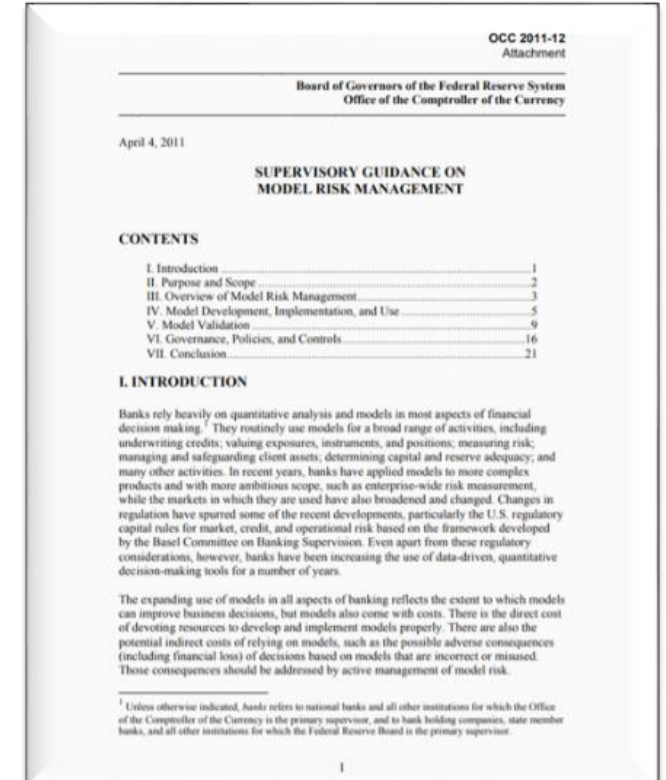 OCC 2011-12
Attachment
Board of Governors of the Federal Reserve System
Office of the Comptroller of the Currency
April 4, 2011
SUPERVISORY GUIDANCE ON
MODEL RISK MANAGEMENT
CONTENTS
I. Introduction 1
II. Purpose and Scope 2
III. Overview of Model Risk Management 3
IV. Model Development, Implementation, and Use 5
V. Model Validation 9
VI. Governance, Policies, and Controls 16
VII. Conclusion 21
I. INTRODUCTION
Banks rely heavily on quantitative analysis and models in most aspects of financial
decision making.1 They routinely use models for a broad range of activities, including
underwriting credits; valuing exposures, instruments, and positions; measuring risk;
managing and safeguarding client assets; determining capital and reserve adequacy; and
many other activities. In recent years, banks have applied models to more complex
products and with more ambitious scope, such as enterprise-wide risk measurement,
while the markets in which they are used have also broadened and changed. Changes in
regulation have spurred some of the recent developments, particularly the U.S. regulatory
capital rules for market, credit, and operational risk based on the framework developed
by the Basel Committee on Banking Supervision. Even apart from these regulatory
considerations, however, banks have been increasing the use of data-driven, quantitative
decision-making tools for a number of years.
The expanding use of models in all aspects of banking reflects the extent to which models
can improve business decisions, but models also come with costs. There is the direct cost
of devoting resources to develop and implement models properly. There are also the
potential indirect costs of relying on models, such as the possible adverse consequences
(including financial loss) of decisions based on models that are incorrect or misused.
Those consequences should be addressed by active management of model risk.
1 Unless otherwise indicated, banks refers to national banks and all other institutions for which the Office
of the Comptroller of the Currency is the primary supervisor, and to bank holding companies, state member
banks, and all other institutions for which the Federal Reserve Board is the primary supervisor.
1